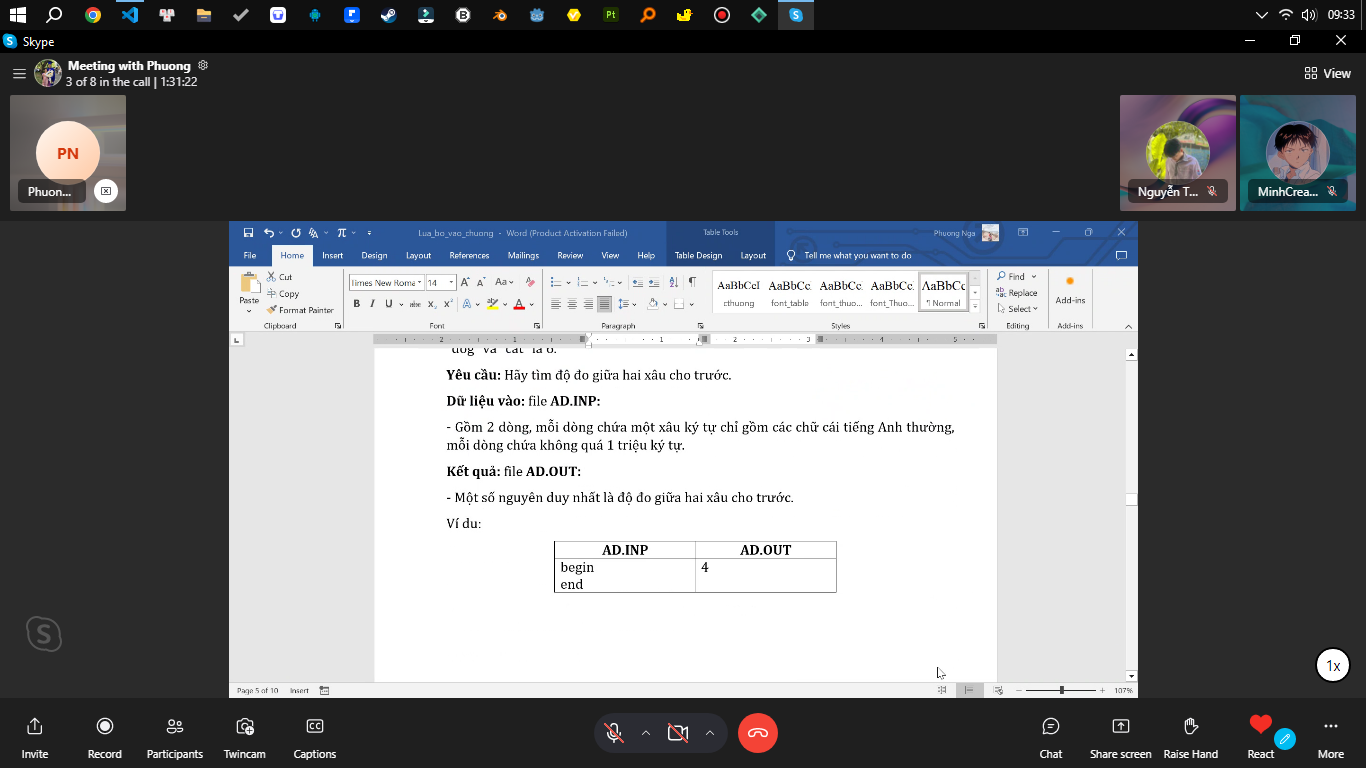 09:33
Skype
Meeting with Phuong
3 of 8 in the call | 1:31:22
View
PN
Phuon...
Nguyễn T...
MinhCrea...
Lua_bo_vao_chuong - Word (Product Activation Failed)
Table Tools
Phuong Nga
File Home Insert Design Layout References Mailings Review View Help Table Design Layout Tell me what you want to do
Paste
Cut
Copy
Format Painter
Clipboard
Times New Roma 14
Font
Paragraph
AaBbCcI AaBbCc. AaBbCc. AaBbCc. AaBbCc
cthuong font_table font_thuo... font_Thuo... ¶ Normal
Styles
Find
Replace
Select
Editing
Add-ins
Add-ins
"dog" và "cat" là 6.
Yêu cầu: Hãy tìm độ đo giữa hai xâu cho trước.
Dữ liệu vào: file AD.INP:
- Gồm 2 dòng, mỗi dòng chứa một xâu ký tự chỉ gồm các chữ cái tiếng Anh thường,
mỗi dòng chứa không quá 1 triệu ký tự.
Kết quả: file AD.OUT:
- Một số nguyên duy nhất là độ đo giữa hai xâu cho trước.
Ví dụ:
AD.INP AD.OUT
begin 4
end
1x
Page 5 of 10 Insert 107%
Invite Record Participants Twincam Captions Chat Share screen Raise Hand React More